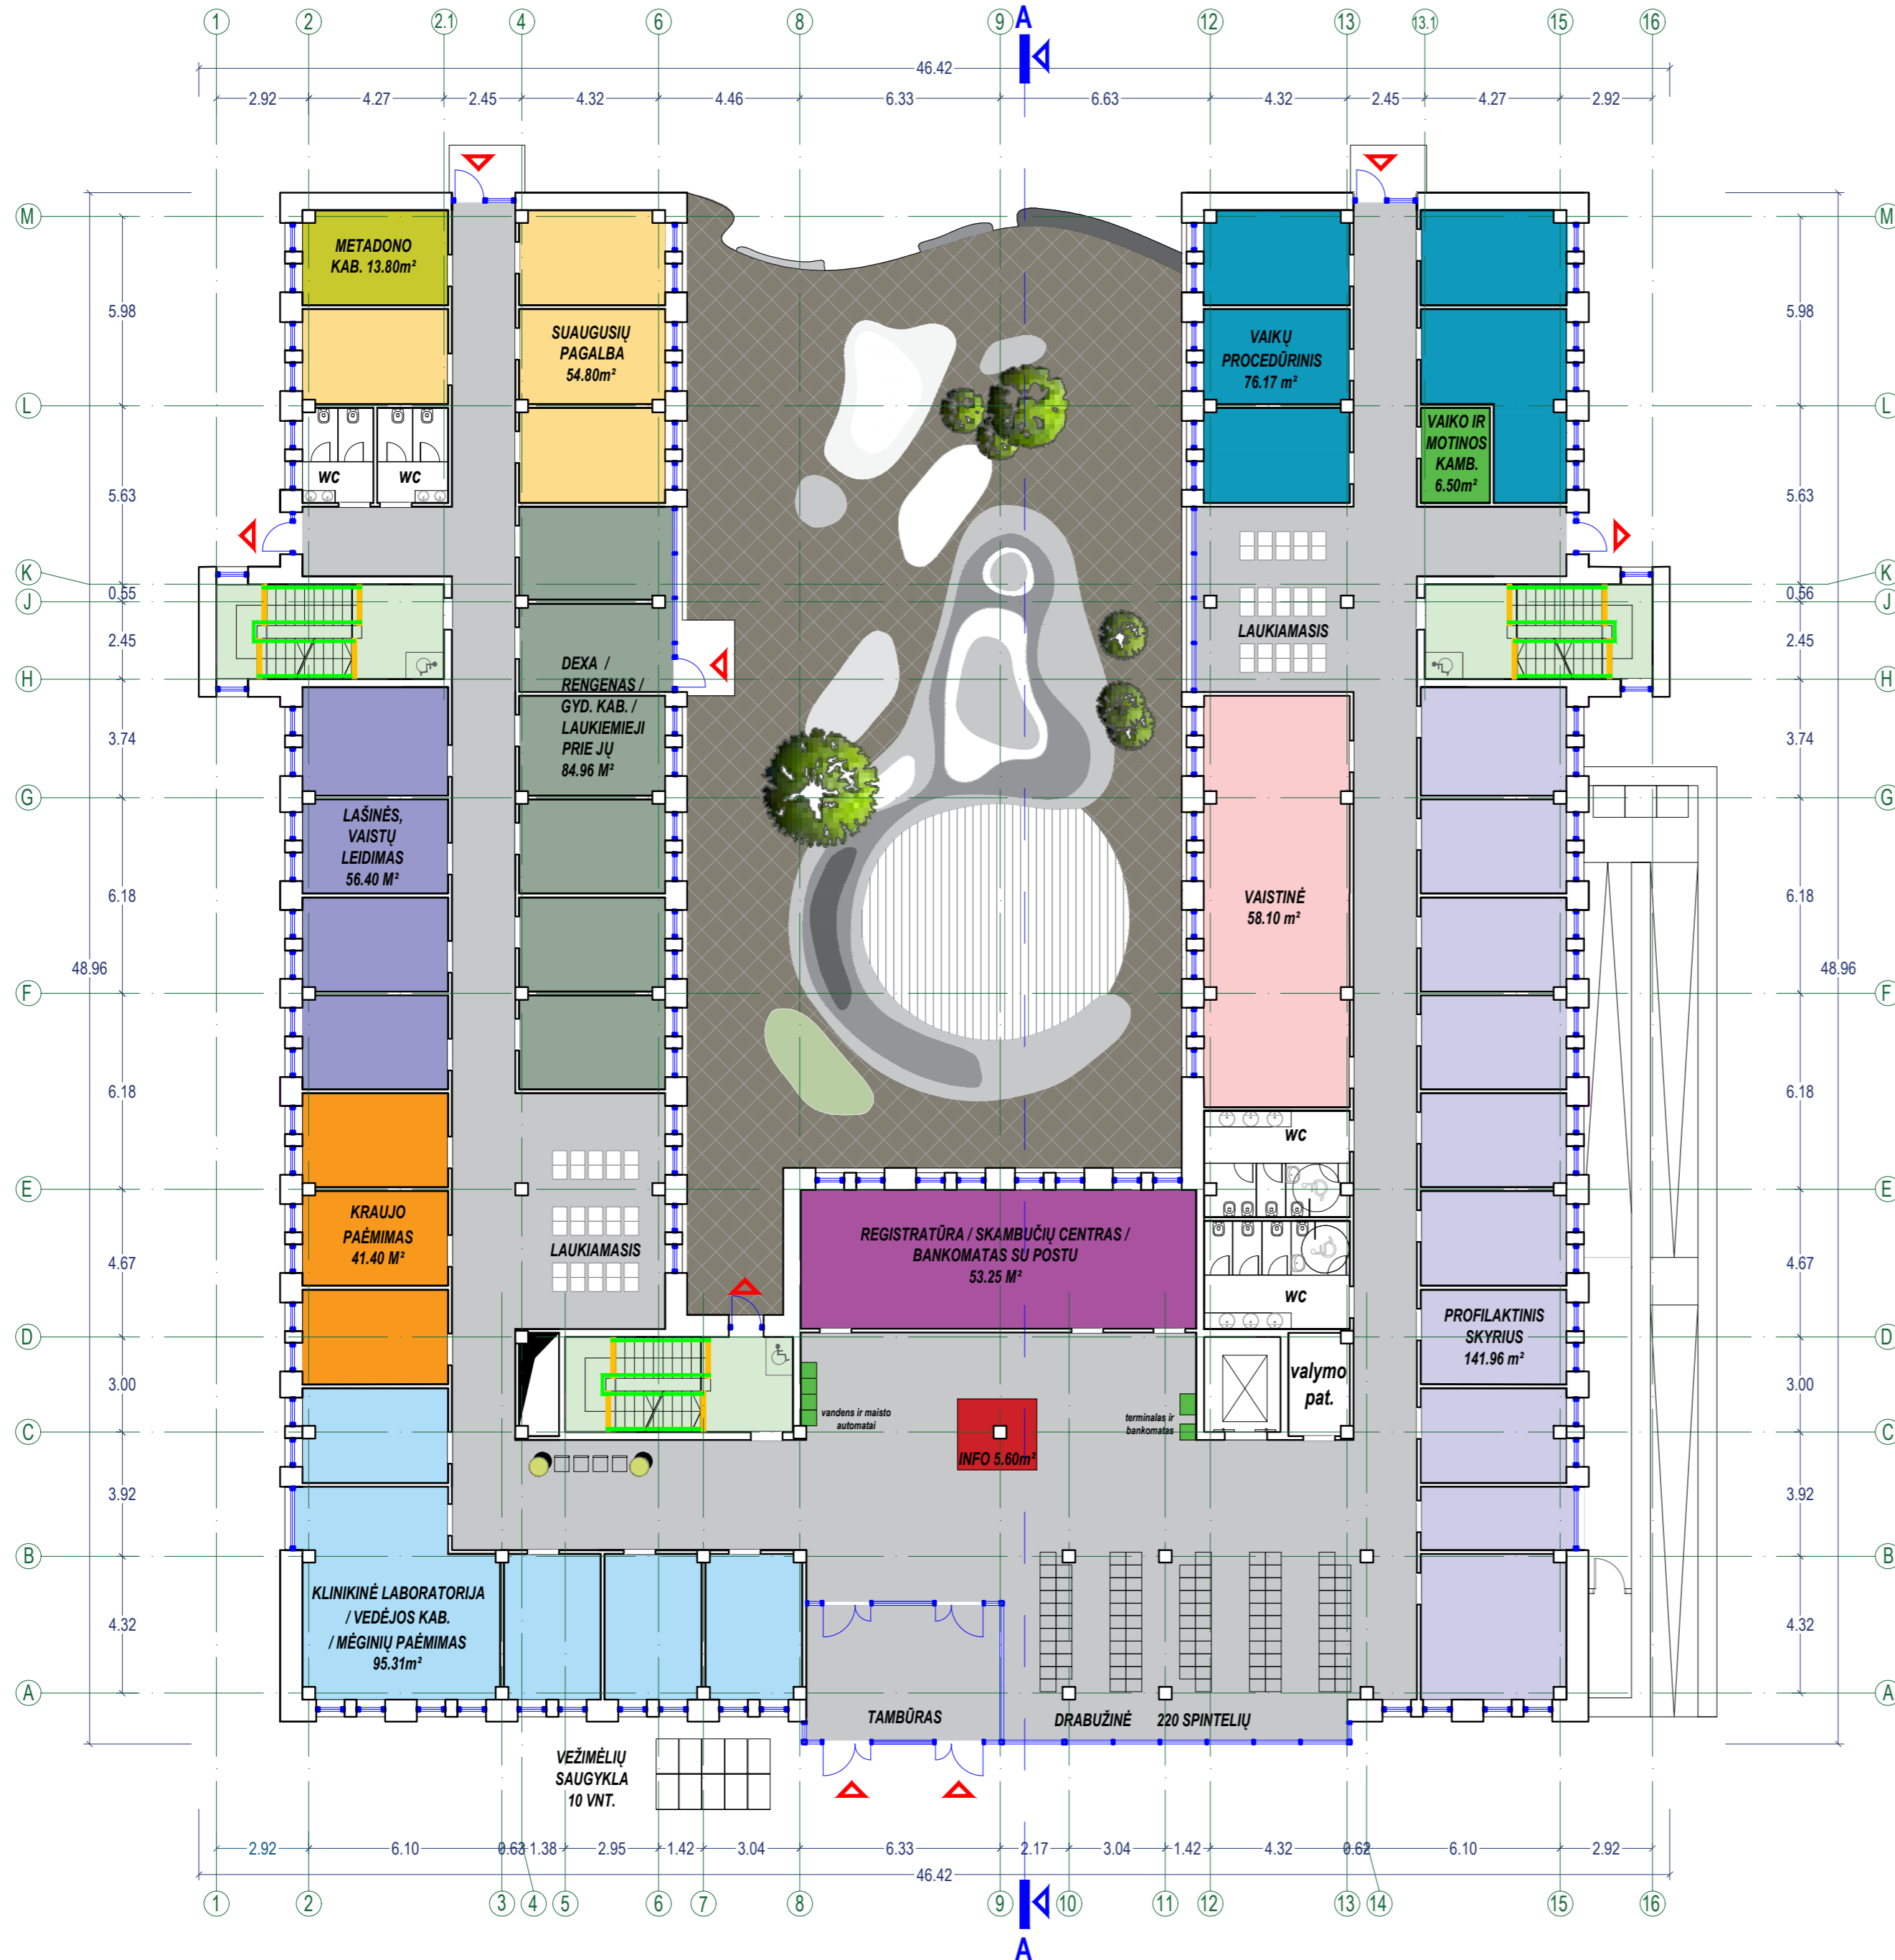 1 2 2.1 4 6 8 9 A 12 13 13.1 15 16
46.42
2.92 4.27 2.45 4.32 4.46 6.33 6.63 4.32 2.45 4.27 2.92
M M
METADONO
KAB. 13.80m²
5.98 5.98
SUAUGUSIŲ
PAGALBA
54.80m²
VAIKŲ
PROCEDŪRINIS
76.17 m²
L L
VAIKO IR
MOTINOS
KAMB.
6.50m²
WC WC
5.63 5.63
K K
0.55 0.56
J J
LAUKIAMASIS
2.45 2.45
H H
DEXA /
RENGENAS /
GYD. KAB. /
LAUKIEMIEJI
PRIE JŲ
84.96 M²
3.74 3.74
G G
LAŠINĖS,
VAISTŲ
LEIDIMAS
56.40 M²
6.18 6.18
VAISTINĖ
58.10 m²
48.96 48.96
F F
6.18 6.18
WC
E E
KRAUJO
PAĖMIMAS
41.40 M²
LAUKIAMASIS
REGISTRATŪRA / SKAMBUČIŲ CENTRAS /
BANKOMATAS SU POSTU
53.25 M²
4.67 4.67
WC
PROFILAKTINIS
SKYRIUS
141.96 m²
D D
valymo
pat.
3.00 3.00
vandens ir maisto
automatai
terminalas ir
bankomatas
C C
INFO 5.60m²
3.92 3.92
B B
KLINIKINĖ LABORATORIJA
/ VEDĖJOS KAB.
/ MĖGINIŲ PAĖMIMAS
95.31m²
4.32 4.32
A A
TAMBŪRAS
DRABUŽINĖ 220 SPINTELIŲ
VEŽIMĖLIŲ
SAUGYKLA
10 VNT.
2.92 6.10 0.63 1.38 2.95 1.42 3.04 6.33 2.17 3.04 1.42 4.32 0.62 6.10 2.92
46.42
1 2 3 4 5 6 7 8 9 10 11 12 13 14 15 16
A